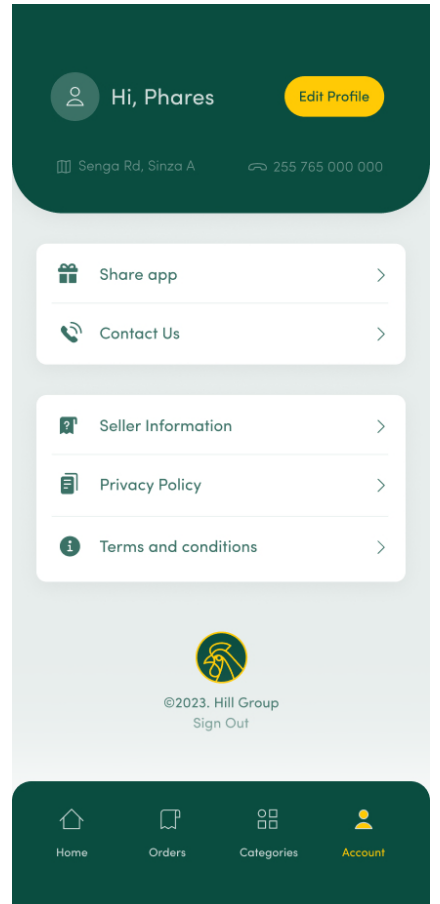 Hi, Phares
Edit Profile
Senga Rd, Sinza A
255 765 000 000
Share app
Contact Us
Seller Information
Privacy Policy
Terms and conditions
©2023. Hill Group
Sign Out
Home
Orders
Categories
Account